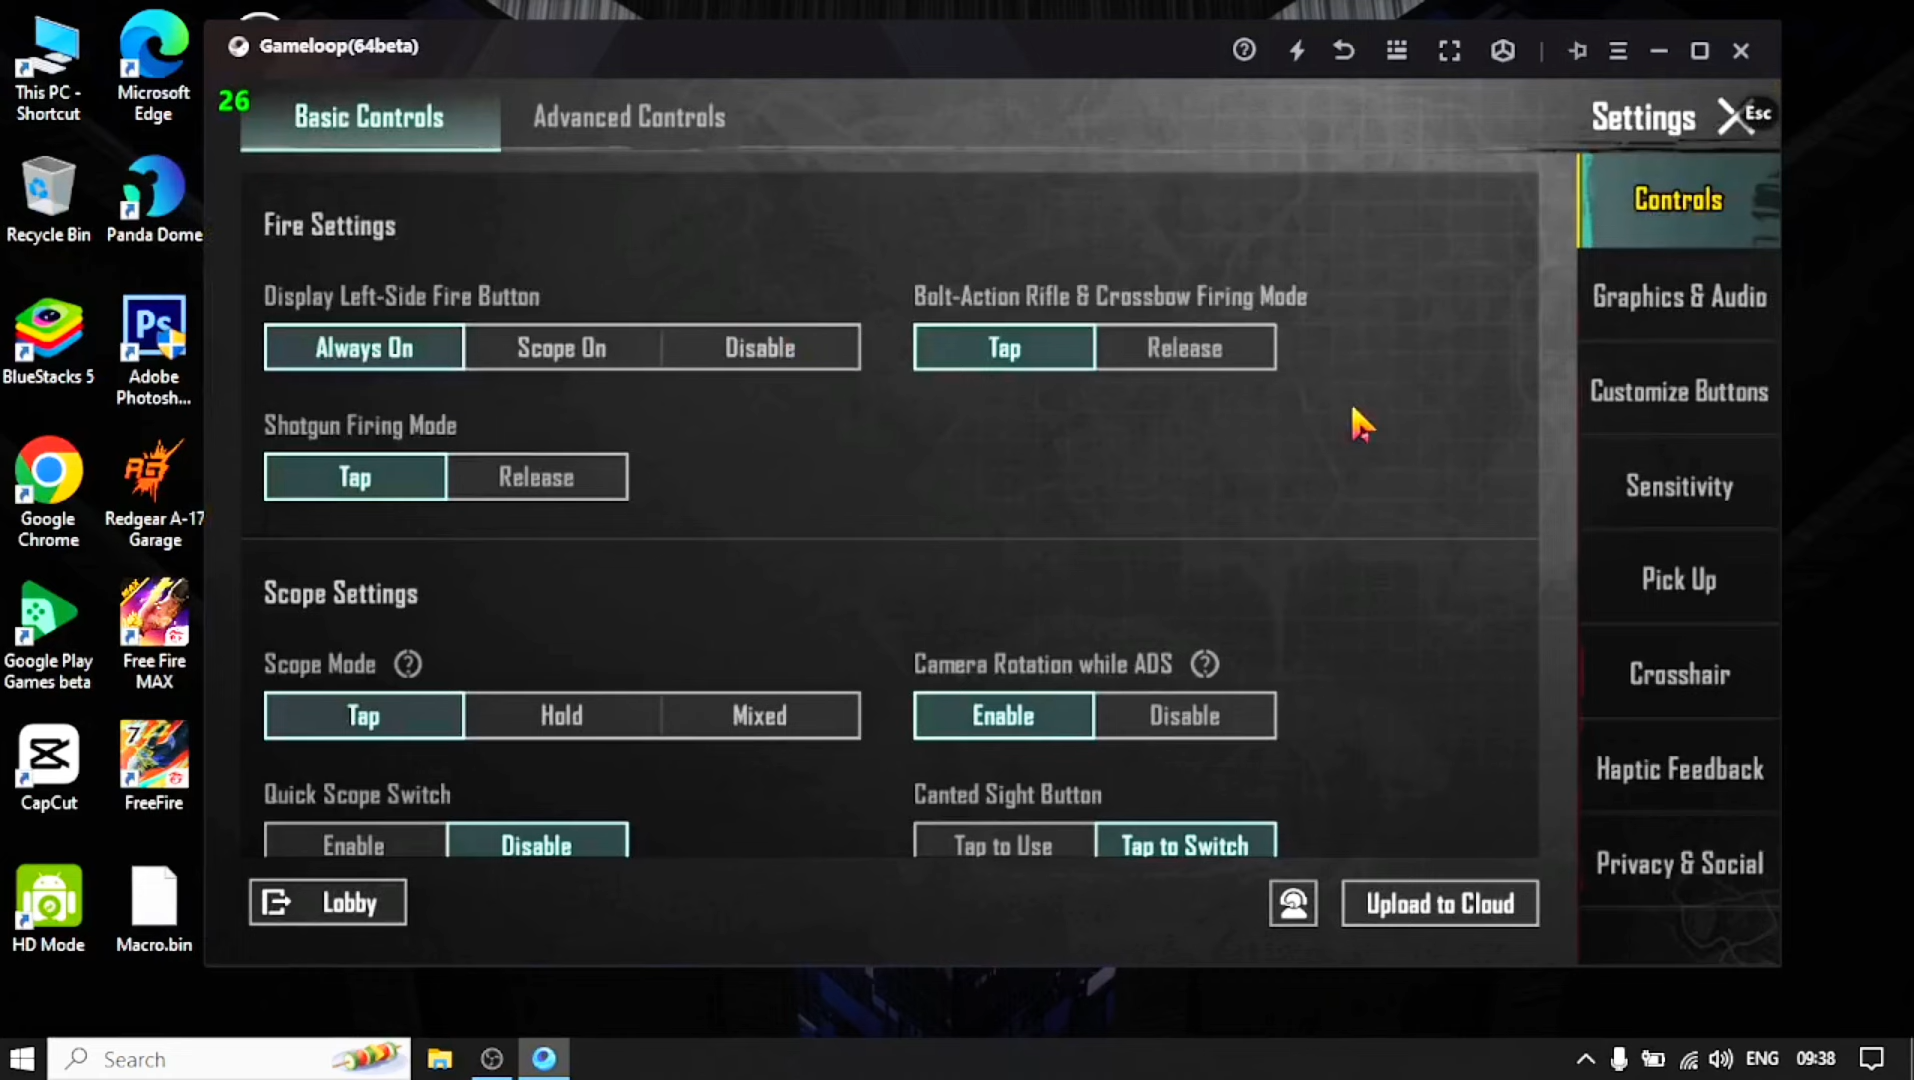 This PC -
Shortcut
Microsoft
Edge
Recycle Bin
Panda Dome
BlueStacks 5
Ps
Adobe
Photosh...
Google
Chrome
Redgear A-17
Garage
Google Play
Games beta
MAX
Free Fire
MAX
CapCut
7
FreeFire
HD Mode
Macro.bin
Gameloop(64beta)
26
Basic Controls
Advanced Controls
Settings
Esc
Fire Settings
Display Left-Side Fire Button
Always On
Scope On
Disable
Bolt-Action Rifle & Crossbow Firing Mode
Tap
Release
Shotgun Firing Mode
Tap
Release
Scope Settings
Scope Mode ?
Tap
Hold
Mixed
Camera Rotation while ADS ?
Enable
Disable
Quick Scope Switch
Enable
Disable
Canted Sight Button
Tap to Use
Tap to Switch
Lobby
Upload to Cloud
Controls
Graphics & Audio
Customize Buttons
Sensitivity
Pick Up
Crosshair
Haptic Feedback
Privacy & Social
Search
ENG
09:38